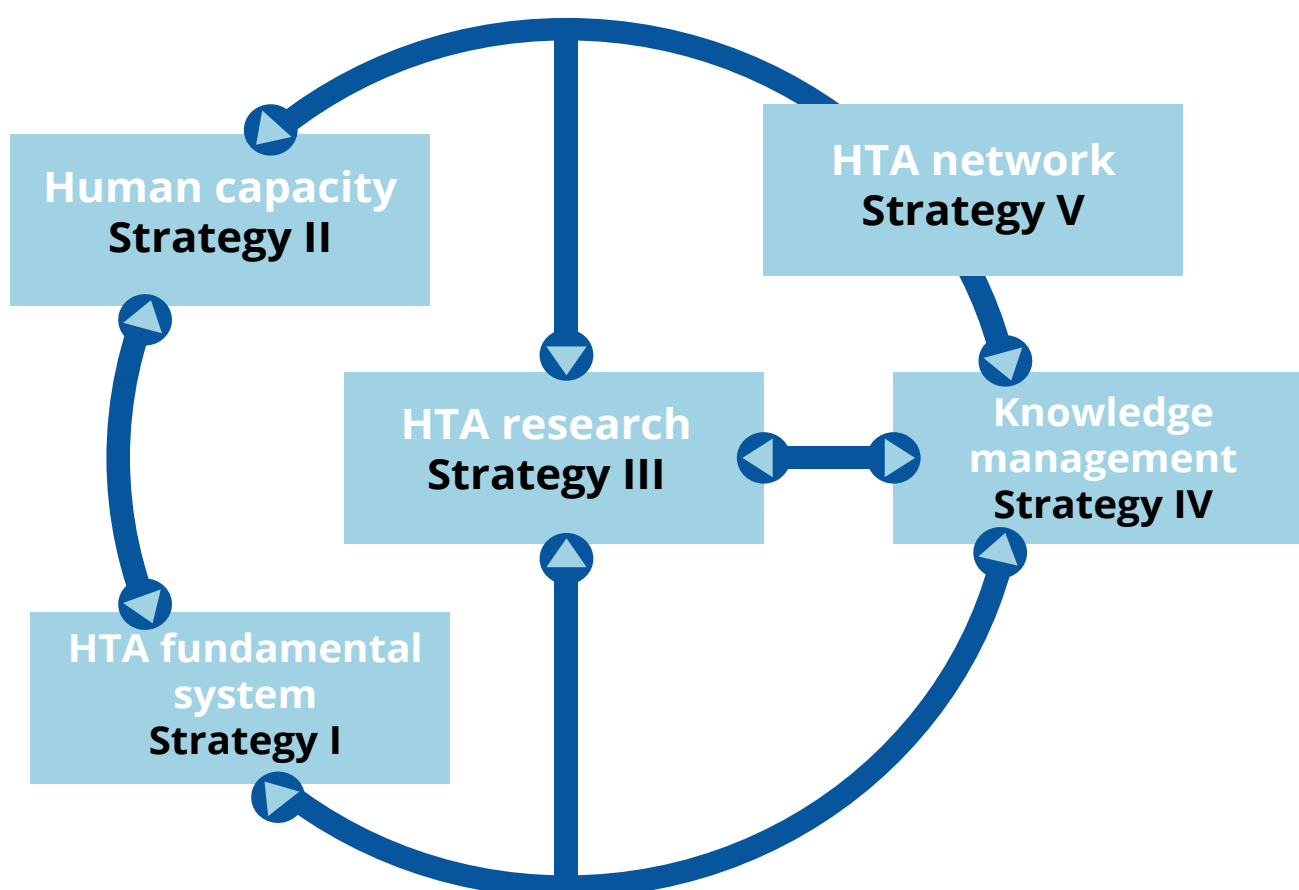 Human capacity
Strategy II
HTA network
Strategy V
HTA research
Strategy III
Knowledge
management
Strategy IV
HTA fundamental
system
Strategy I